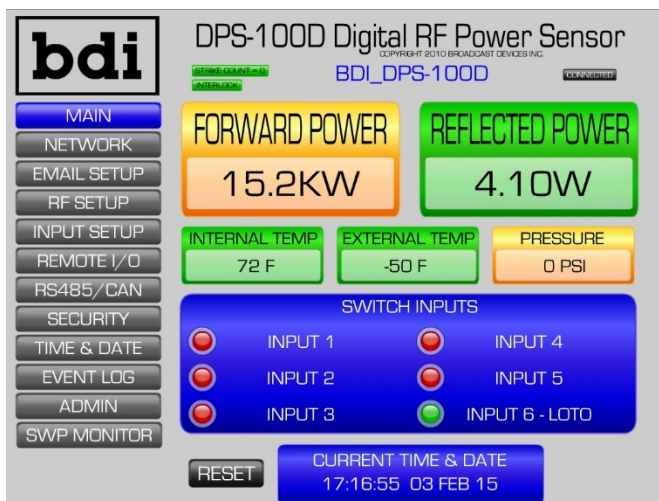 bdi
DPS-100D Digital RF Power Sensor
COPYRIGHT 2010 BROADCAST DEVICES INC.
STRIKE COUNT = 0
BDI_DPS-100D
CONNECTED
INTERLOCK
MAIN
NETWORK
EMAIL SETUP
RF SETUP
INPUT SETUP
REMOTE I/O
RS485/CAN
SECURITY
TIME & DATE
EVENT LOG
ADMIN
SWP MONITOR
FORWARD POWER
15.2KW
REFLECTED POWER
4.10W
INTERNAL TEMP
72 F
EXTERNAL TEMP
-50 F
PRESSURE
0 PSI
SWITCH INPUTS
INPUT 1
INPUT 4
INPUT 2
INPUT 5
INPUT 3
INPUT 6 - LOTO
RESET
CURRENT TIME & DATE
17:16:55 03 FEB 15